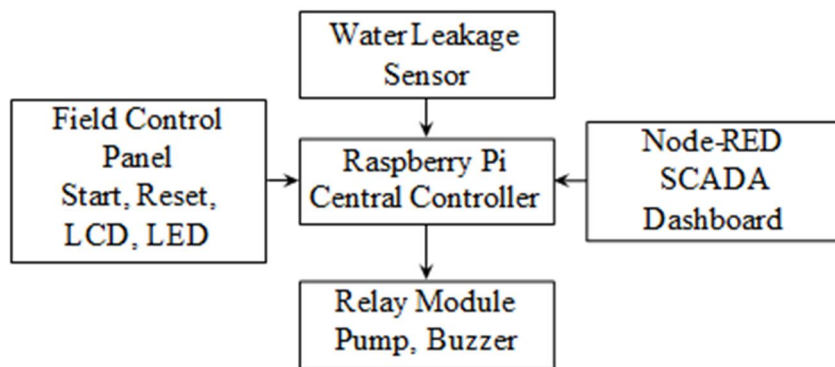 Water Leakage
Sensor
Field Control
Panel
Start, Reset,
LCD, LED
Raspberry Pi
Central Controller
Node-RED
SCADA
Dashboard
Relay Module
Pump, Buzzer